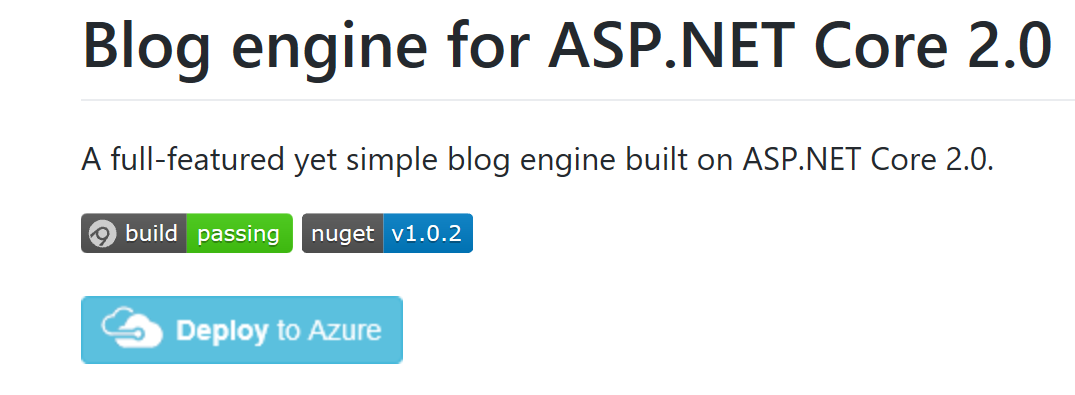 Blog engine for ASP.NET Core 2.0
A full-featured yet simple blog engine built on ASP.NET Core 2.0.
build passing nuget v1.0.2
Deploy to Azure